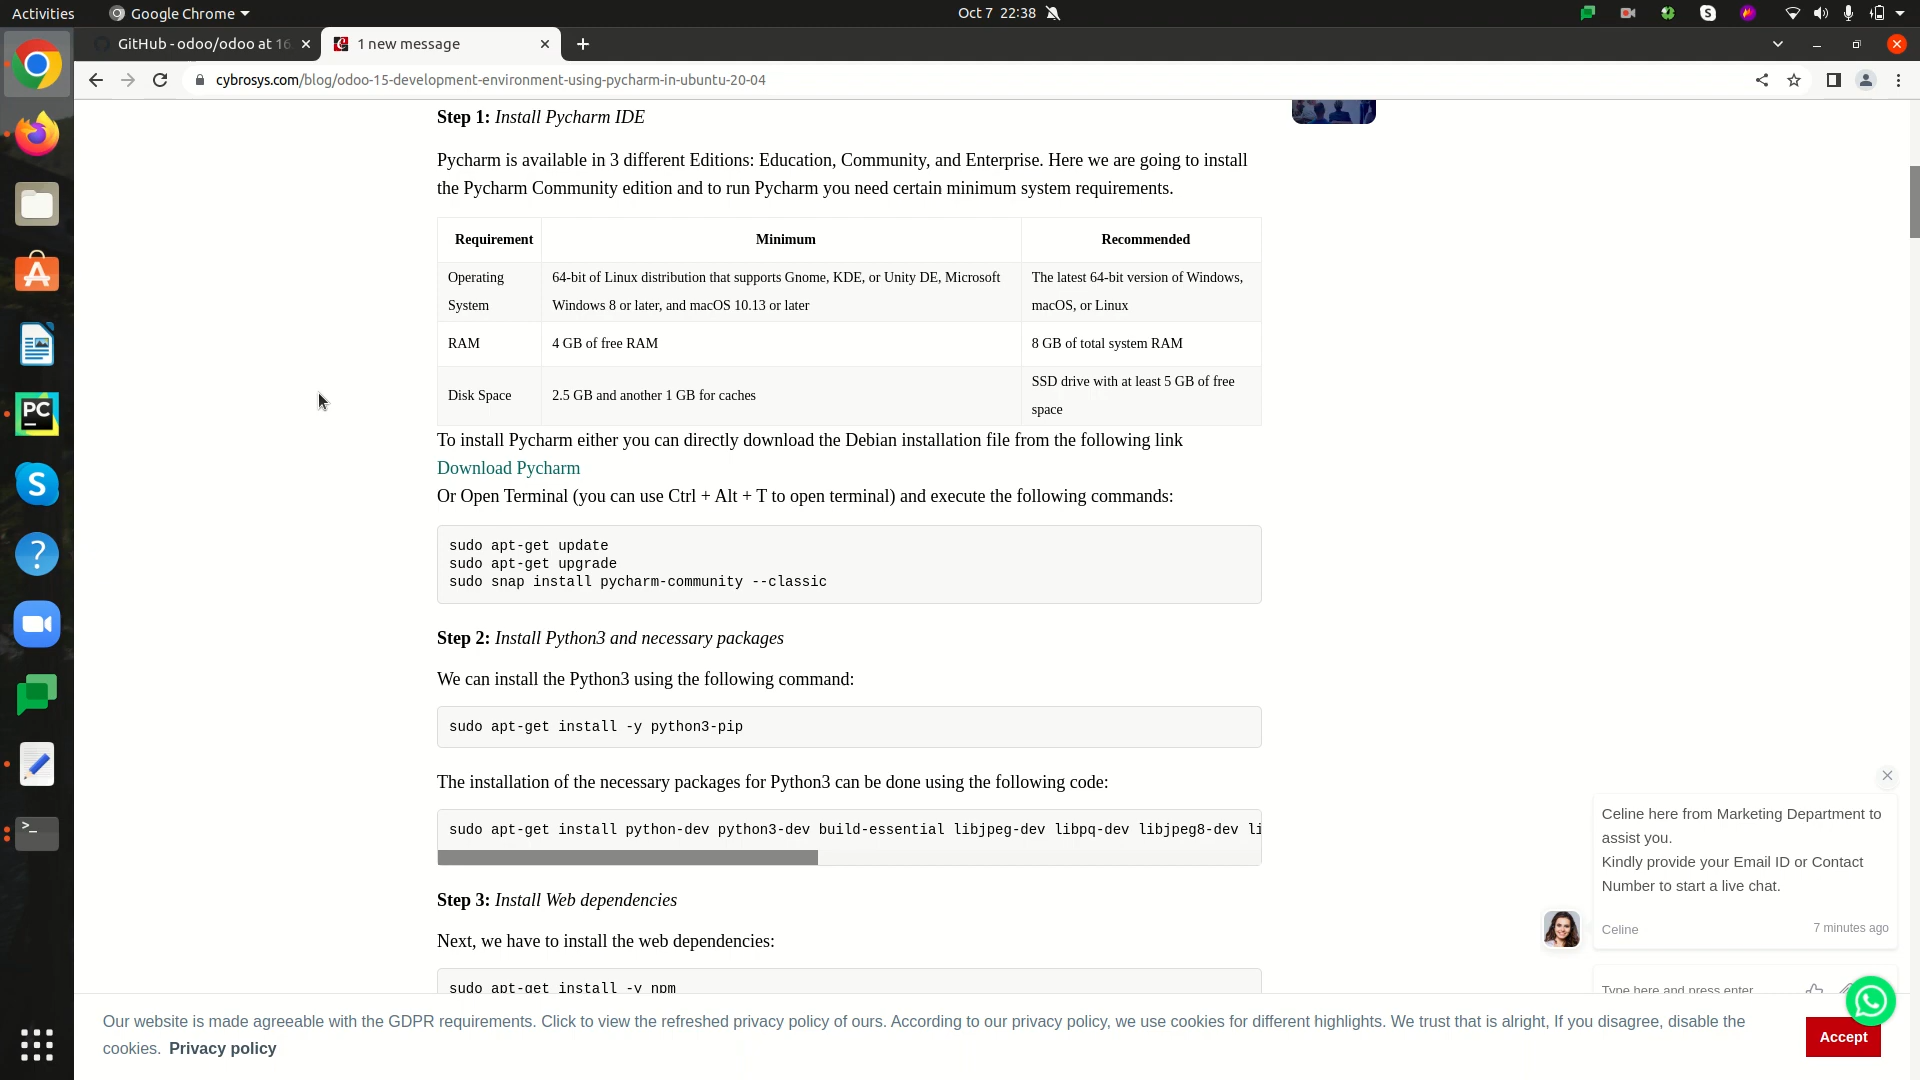 Activities
Google Chrome
Oct 7 22:38
GitHub - odoo/odoo at 16
1 new message
cybrosys.com/blog/odoo-15-development-environment-using-pycharm-in-ubuntu-20-04
Step 1: Install Pycharm IDE
Pycharm is available in 3 different Editions: Education, Community, and Enterprise. Here we are going to install
the Pycharm Community edition and to run Pycharm you need certain minimum system requirements.
Requirement Minimum Recommended
Operating System
64-bit of Linux distribution that supports Gnome, KDE, or Unity DE, Microsoft
Windows 8 or later, and macOS 10.13 or later
The latest 64-bit version of Windows,
macOS, or Linux
RAM 4 GB of free RAM 8 GB of total system RAM
Disk Space 2.5 GB and another 1 GB for caches
SSD drive with at least 5 GB of free
space
To install Pycharm either you can directly download the Debian installation file from the following link
Download Pycharm
Or Open Terminal (you can use Ctrl + Alt + T to open terminal) and execute the following commands:
sudo apt-get update
sudo apt-get upgrade
sudo snap install pycharm-community --classic
Step 2: Install Python3 and necessary packages
We can install the Python3 using the following command:
sudo apt-get install -y python3-pip
The installation of the necessary packages for Python3 can be done using the following code:
sudo apt-get install python-dev python3-dev build-essential libjpeg-dev libpq-dev libjpeg8-dev li
Step 3: Install Web dependencies
Next, we have to install the web dependencies:
sudo apt-get install -y npm
Celine here from Marketing Department to
assist you.
Kindly provide your Email ID or Contact
Number to start a live chat.
Celine 7 minutes ago
Type here and press enter
Our website is made agreeable with the GDPR requirements. Click to view the refreshed privacy policy of ours. According to our privacy policy, we use cookies for different highlights. We trust that is alright, If you disagree, disable the
cookies. Privacy policy
Accept
PC
S